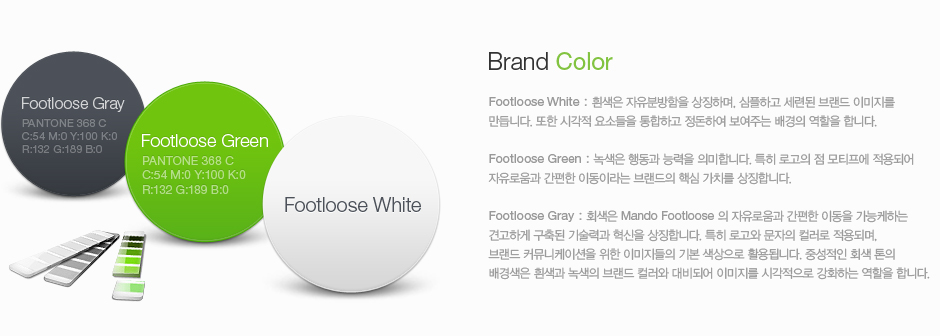 Footloose Gray
PANTONE 368 C
C:54 M:0 Y:100 K:0
R:132 G:189 B:0
Footloose Green
PANTONE 368 C
C:54 M:0 Y:100 K:0
R:132 G:189 B:0
Footloose White
Brand Color
Footloose White : 흰색은 자유분방함을 상징하며, 심플하고 세련된 브랜드 이미지를
만듭니다. 또한 시각적 요소들을 통합하고 정돈하여 보여주는 배경의 역할을 합니다.
Footloose Green : 녹색은 행동과 능력을 의미합니다. 특히 로고의 점 모티프에 적용되어
자유로움과 간편한 이동이라는 브랜드의 핵심 가치를 상징합니다.
Footloose Gray : 회색은 Mando Footloose 의 자유로움과 간편한 이동을 가능케하는
견고하게 구축된 기술력과 혁신을 상징합니다. 특히 로고와 문자의 컬러로 적용되며,
브랜드 커뮤니케이션을 위한 이미지들의 기본 색상으로 활용됩니다. 중성적인 회색 톤의
배경색은 흰색과 녹색의 브랜드 컬러와 대비되어 이미지를 시각적으로 강화하는 역할을 합니다.